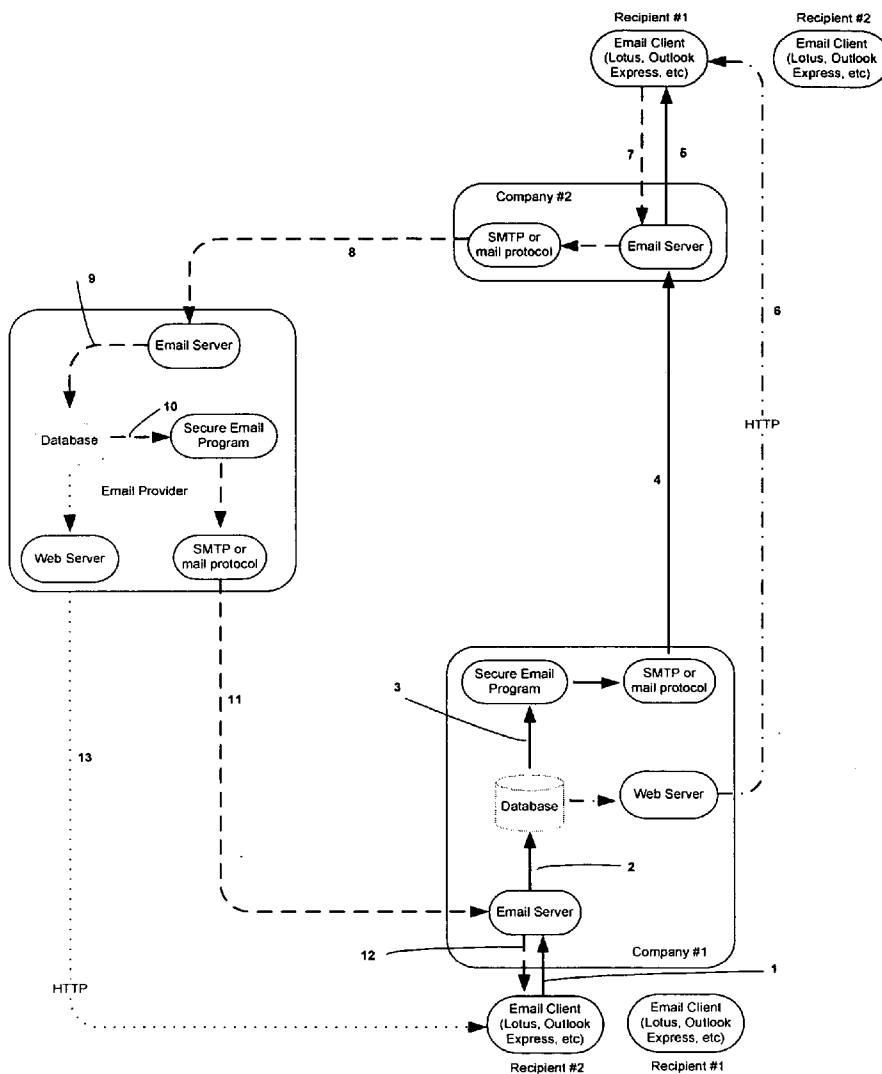 Recipient #1
Recipient #2
Email Client
(Lotus, Outlook
Express, etc)
Email Client
(Lotus, Outlook
Express, etc)
7
5
Company #2
SMTP or
mail protocol
Email Server
8
9
6
Email Server
10
Database
Secure Email
Program
HTTP
4
Email Provider
Web Server
SMTP or
mail protocol
Secure Email
Program
SMTP or
mail protocol
3
11
13
Database
Web Server
2
Email Server
12
Company #1
1
HTTP
Email Client
(Lotus, Outlook
Express, etc)
Email Client
(Lotus, Outlook
Express, etc)
Recipient #2
Recipient #1